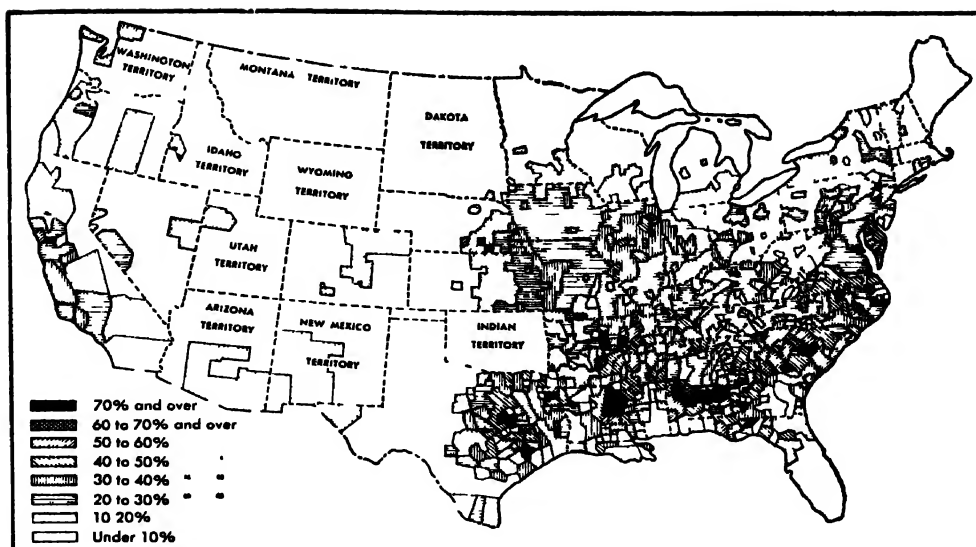 WASHINGTON
TERRITORY
MONTANA TERRITORY
DAKOTA
TERRITORY
IDAHO
TERRITORY
WYOMING
TERRITORY
UTAH
TERRITORY
ARIZONA
TERRITORY
NEW MEXICO
TERRITORY
INDIAN
TERRITORY
70% and over
60 to 70% and over
50 to 60%
40 to 50% "
30 to 40% " "
20 to 30% " "
10 20%
Under 10%